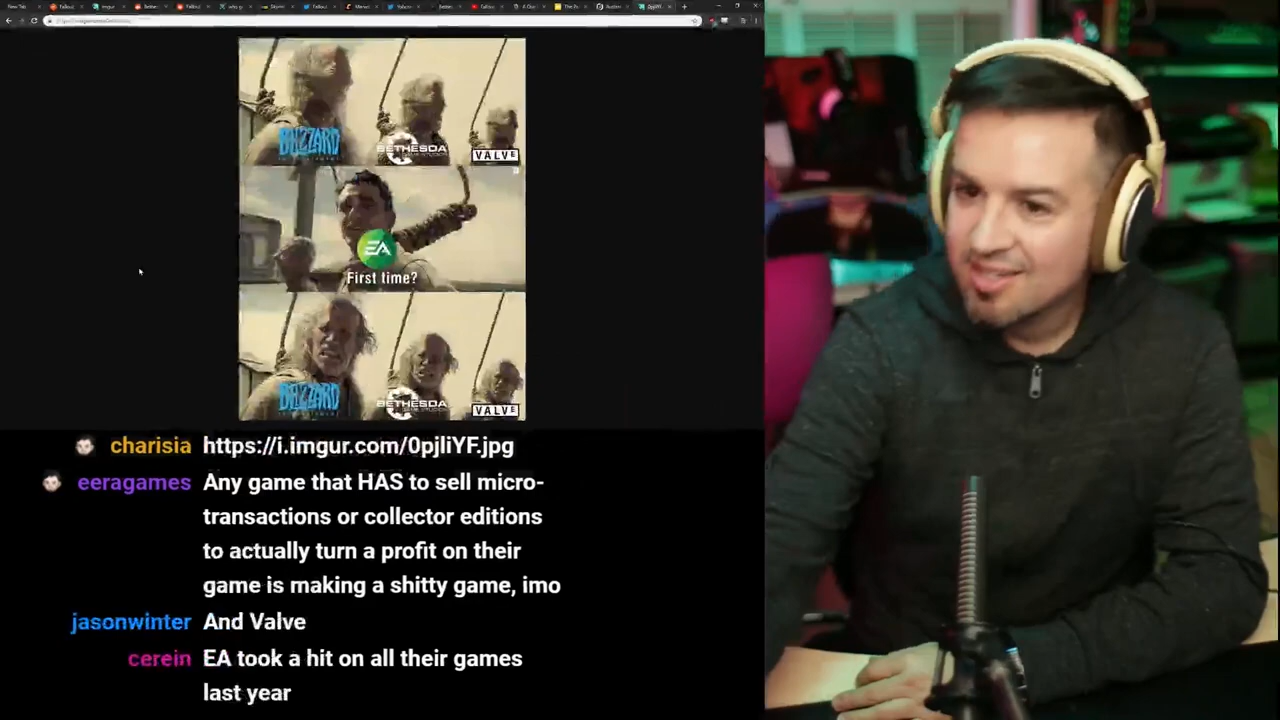 BLIZZARD
BETHESDA
VALVE
EA
First time?
BLIZZARD
BETHESDA
VALVE
charisia https://i.imgur.com/0pjliYF.jpg
eeragames Any game that HAS to sell micro-
transactions or collector editions
to actually turn a profit on their
game is making a shitty game, imo
jasonwinter And Valve
cerein EA took a hit on all their games
last year